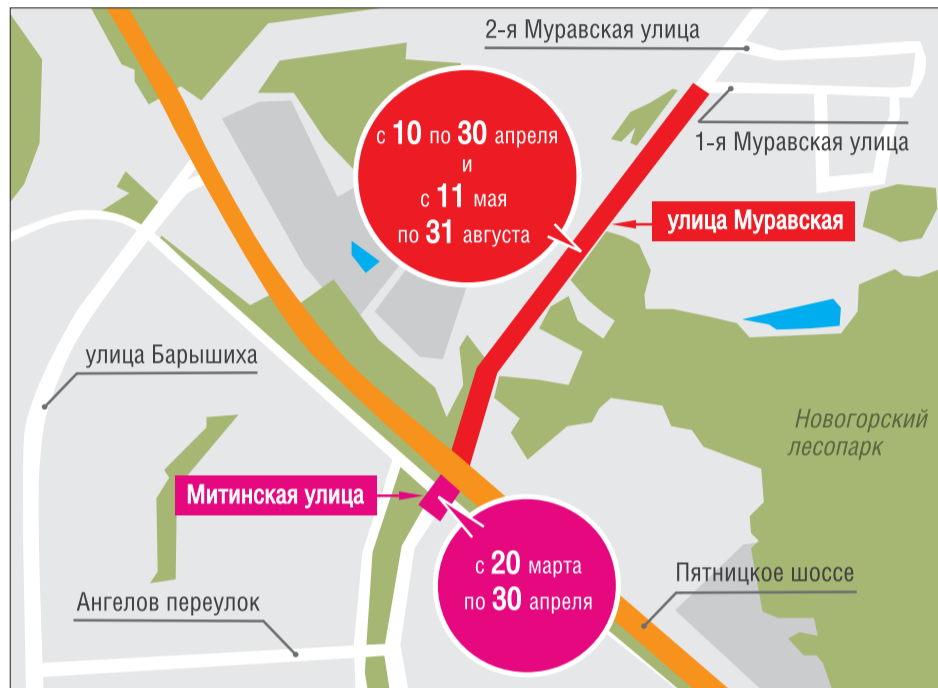 2-я Муравская улица
с 10 по 30 апреля
и
с 11 мая
по 31 августа
1-я Муравская улица
улица Муравская
улица Барышиха
Новогорский
лесопарк
Митинская улица
с 20 марта
по 30 апреля
Пятницкое шоссе
Ангелов переулок